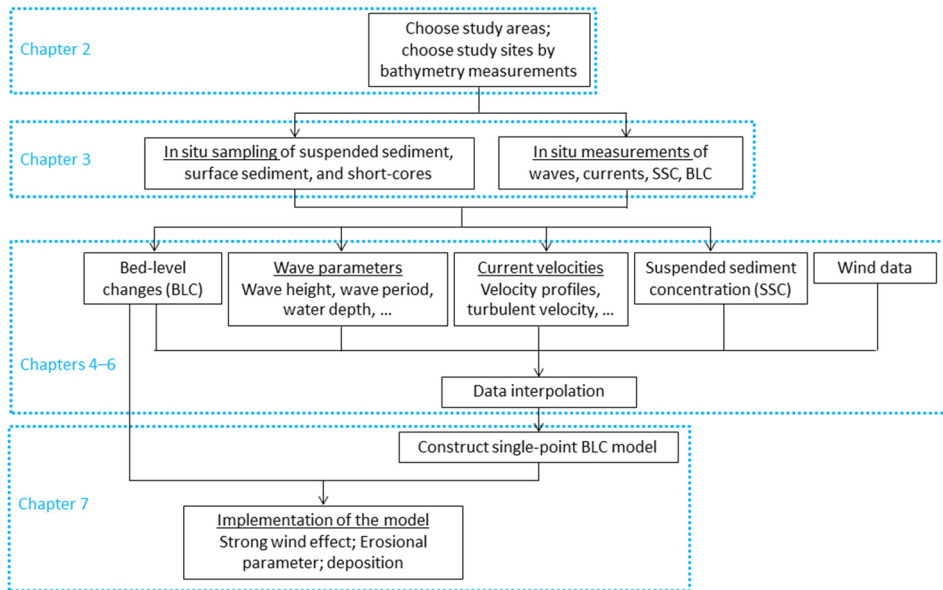 Chapter 2
Choose study areas;
choose study sites by
bathymetry measurements
Chapter 3
In situ sampling of suspended sediment,
surface sediment, and short-cores
In situ measurements of
waves, currents, SSC, BLC
Bed-level
changes (BLC)
Wave parameters
Wave height, wave period,
water depth, ...
Current velocities
Velocity profiles,
turbulent velocity, ...
Suspended sediment
concentration (SSC)
Wind data
Chapters 4–6
Data interpolation
Construct single-point BLC model
Chapter 7
Implementation of the model
Strong wind effect; Erosional
parameter; deposition